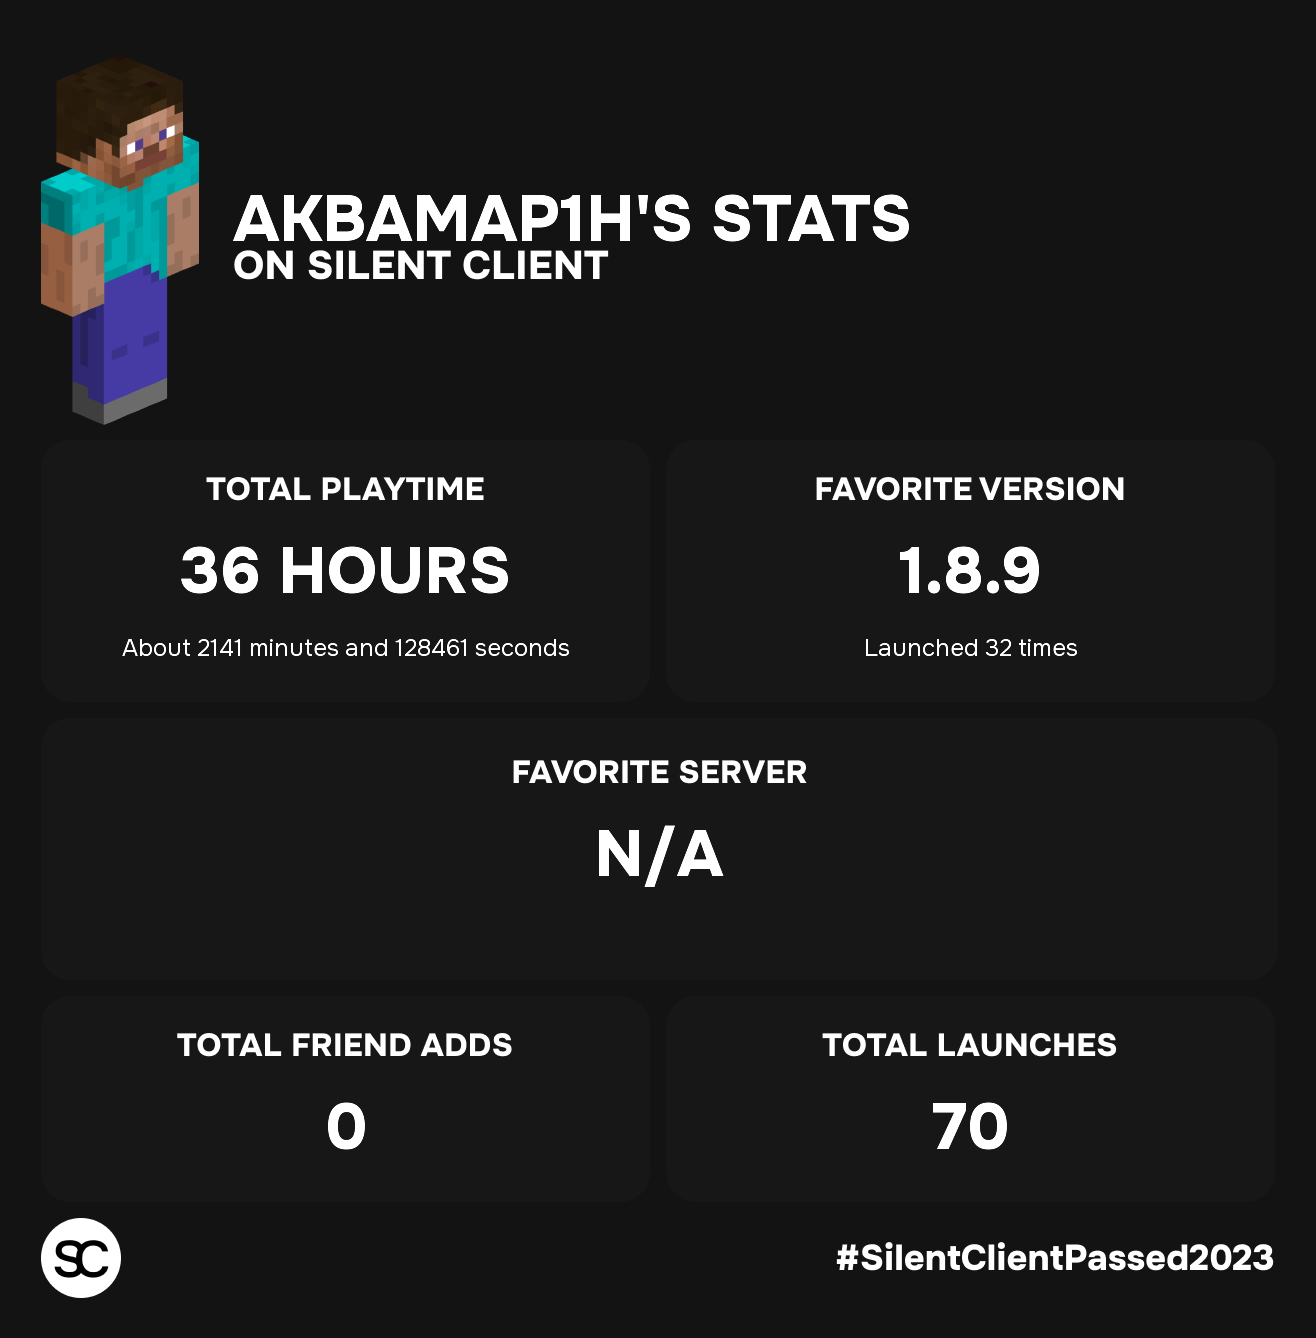 AKBAMAP1H'S STATS
ON SILENT CLIENT
TOTAL PLAYTIME
36 HOURS
About 2141 minutes and 128461 seconds
FAVORITE VERSION
1.8.9
Launched 32 times
FAVORITE SERVER
N/A
TOTAL FRIEND ADDS
0
TOTAL LAUNCHES
70
SC
#SilentClientPassed2023